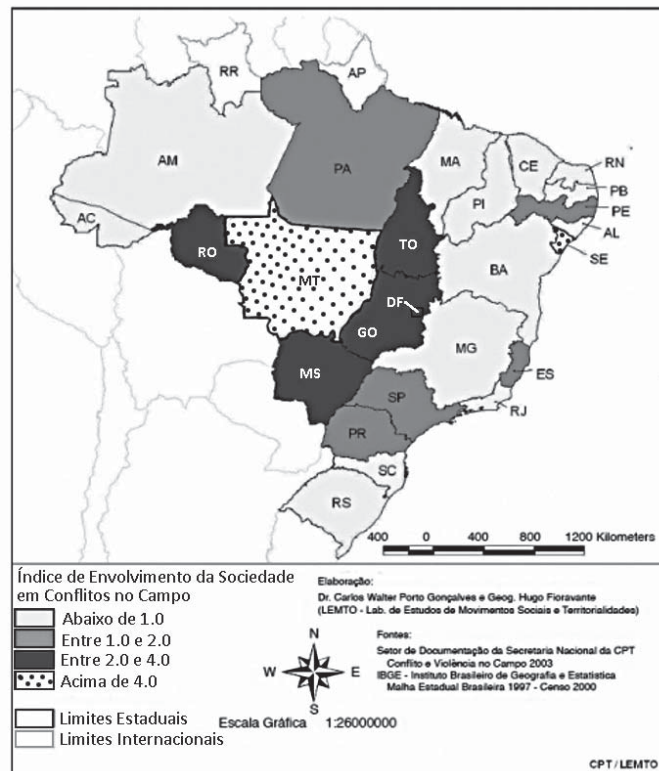 RR
AP
AM
PA
MA
CE
RN
PB
PE
AL
SE
PI
AC
RO
TO
MT
BA
DF
GO
MG
MS
ES
SP
RJ
PR
SC
RS
400 0 400 800 1200 Kilometers
Índice de Envolvimento da Sociedade
em Conflitos no Campo
Abaixo de 1.0
Entre 1.0 e 2.0
Entre 2.0 e 4.0
Acima de 4.0
Limites Estaduais
Limites Internacionais
Elaboração:
Dr. Carlos Walter Porto Gonçalves e Geog. Hugo Fioravante
(LEMTO - Lab. de Estudos de Movimentos Sociais e Territorialidades)
N
W E
S
Fontes:
Setor de Documentação da Secretaria Nacional da CPT
Conflito e Violência no Campo 2003
IBGE - Instituto Brasileiro de Geografia e Estatística
Malha Estadual Brasileira 1997 - Censo 2000
Escala Gráfica 1:26000000
CPT / LEMTO